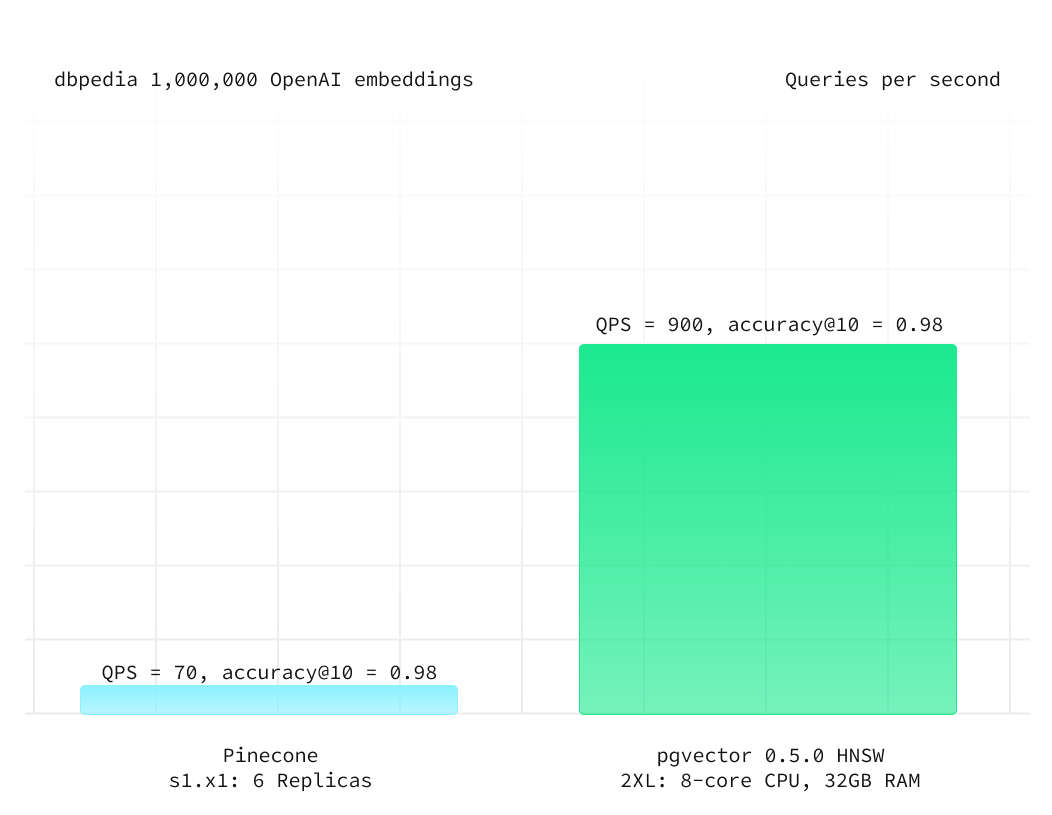 dbpedia 1,000,000 OpenAI embeddings
Queries per second
QPS = 900, accuracy@10 = 0.98
QPS = 70, accuracy@10 = 0.98
Pinecone
s1.x1: 6 Replicas
pgvector 0.5.0 HNSW
2XL: 8-core CPU, 32GB RAM